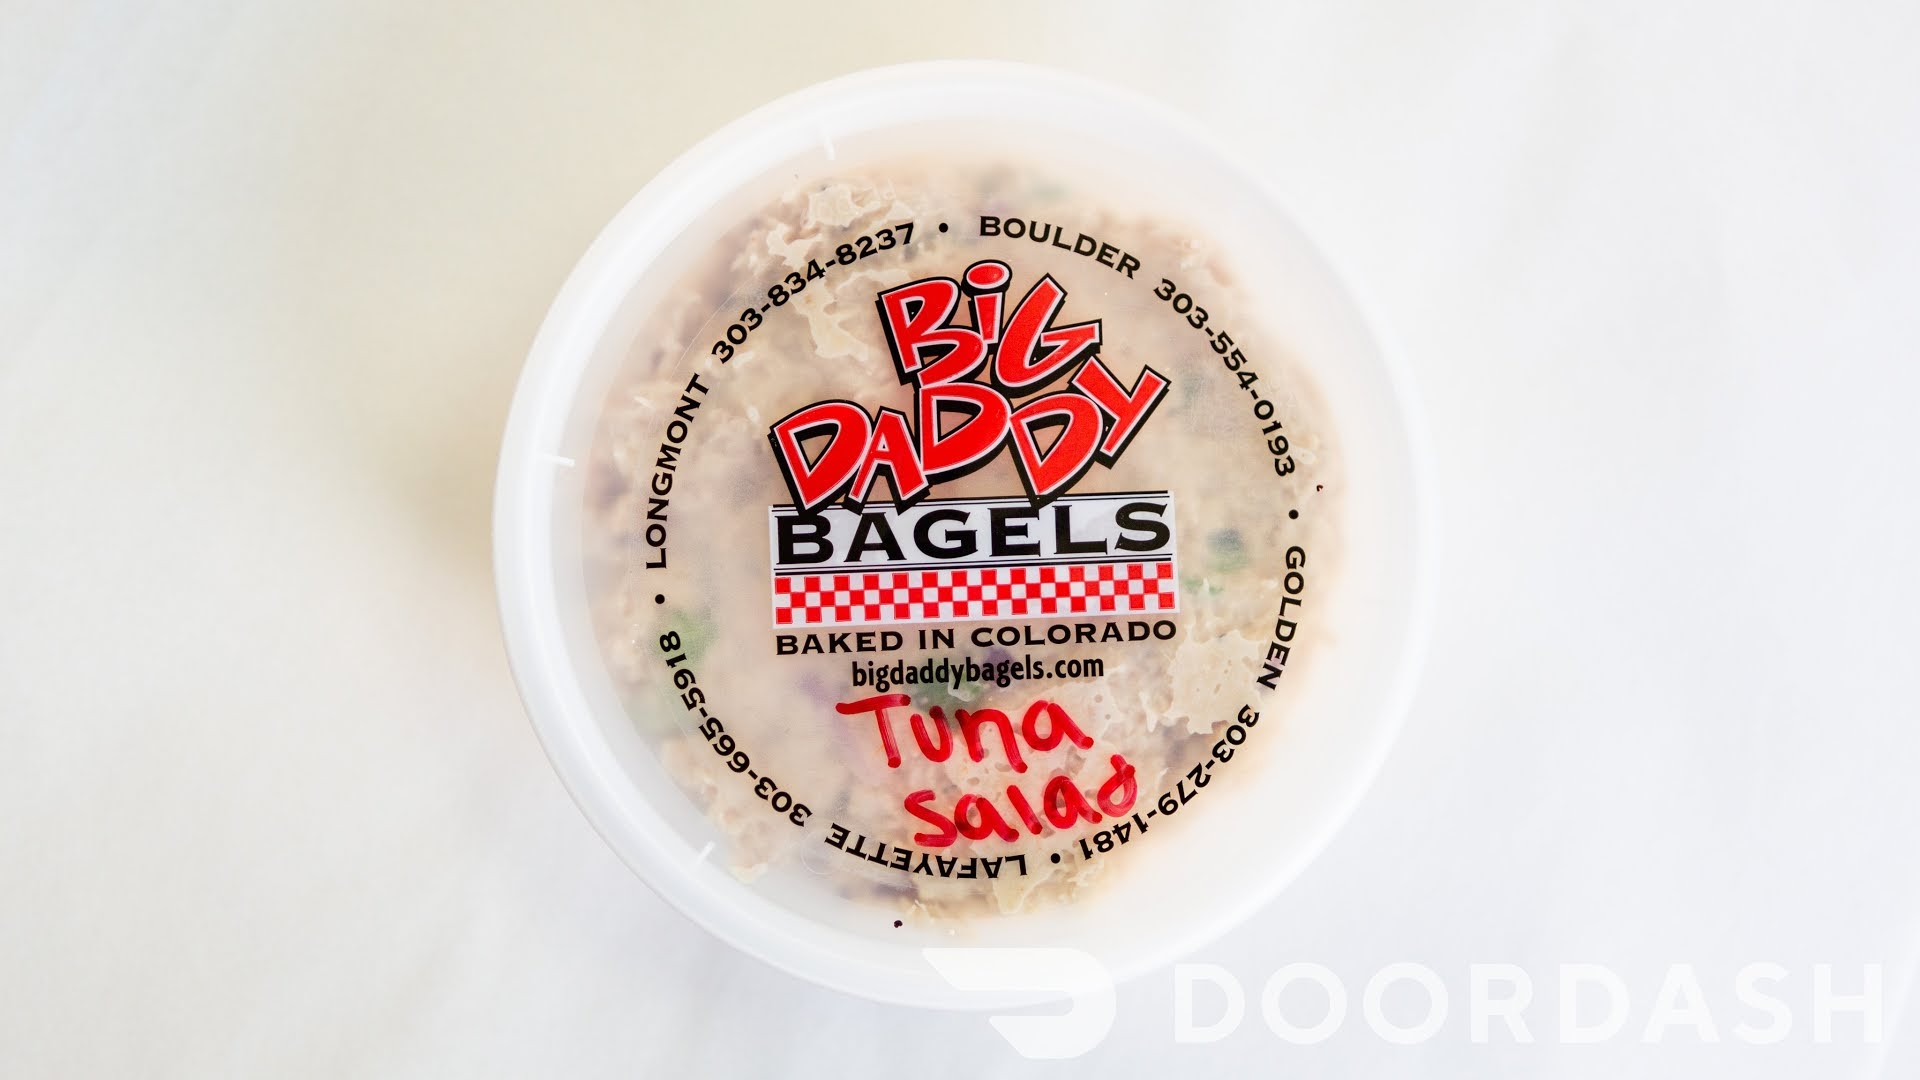 BiG
DADDY
BAGELS
BAKED IN COLORADO
bigdaddybagels.com
Tuna
Salad
• BOULDER 303-554-0193 • GOLDEN 303-279-1481 • LAFAYETTE 303-665-5918 • LONGMONT 303-834-8237
DOORDASH